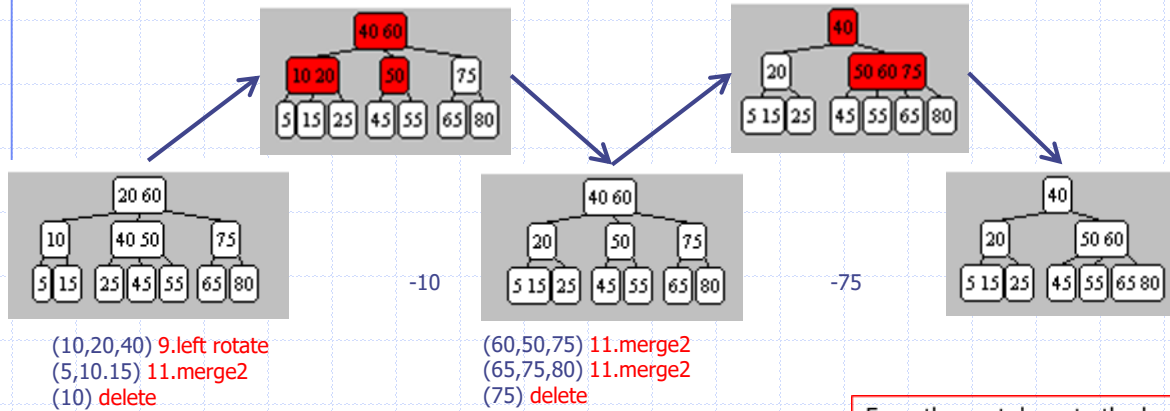 40 60
10 20 50 75
5 15 25 45 55 65 80
40
20 50 60 75
5 15 25 45 55 65 80
20 60
10 40 50 75
5 15 25 45 55 65 80
-10
40 60
20 50 75
5 15 25 45 55 65 80
-75
40
20 50 60
5 15 25 45 55 65 80
(10,20,40) 9.left rotate
(5,10.15) 11.merge2
(10) delete
(60,50,75) 11.merge2
(65,75,80) 11.merge2
(75) delete